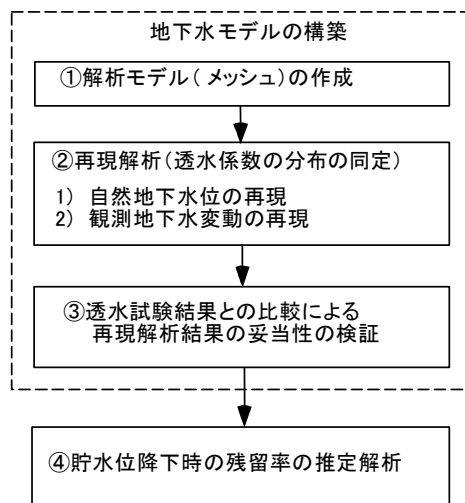 地下水モデルの構築
①解析モデル(メッシュ)の作成
②再現解析(透水係数の分布の同定)
1) 自然地下水位の再現
2) 観測地下水変動の再現
③透水試験結果との比較による
再現解析結果の妥当性の検証
④貯水位降下時の残留率の推定解析